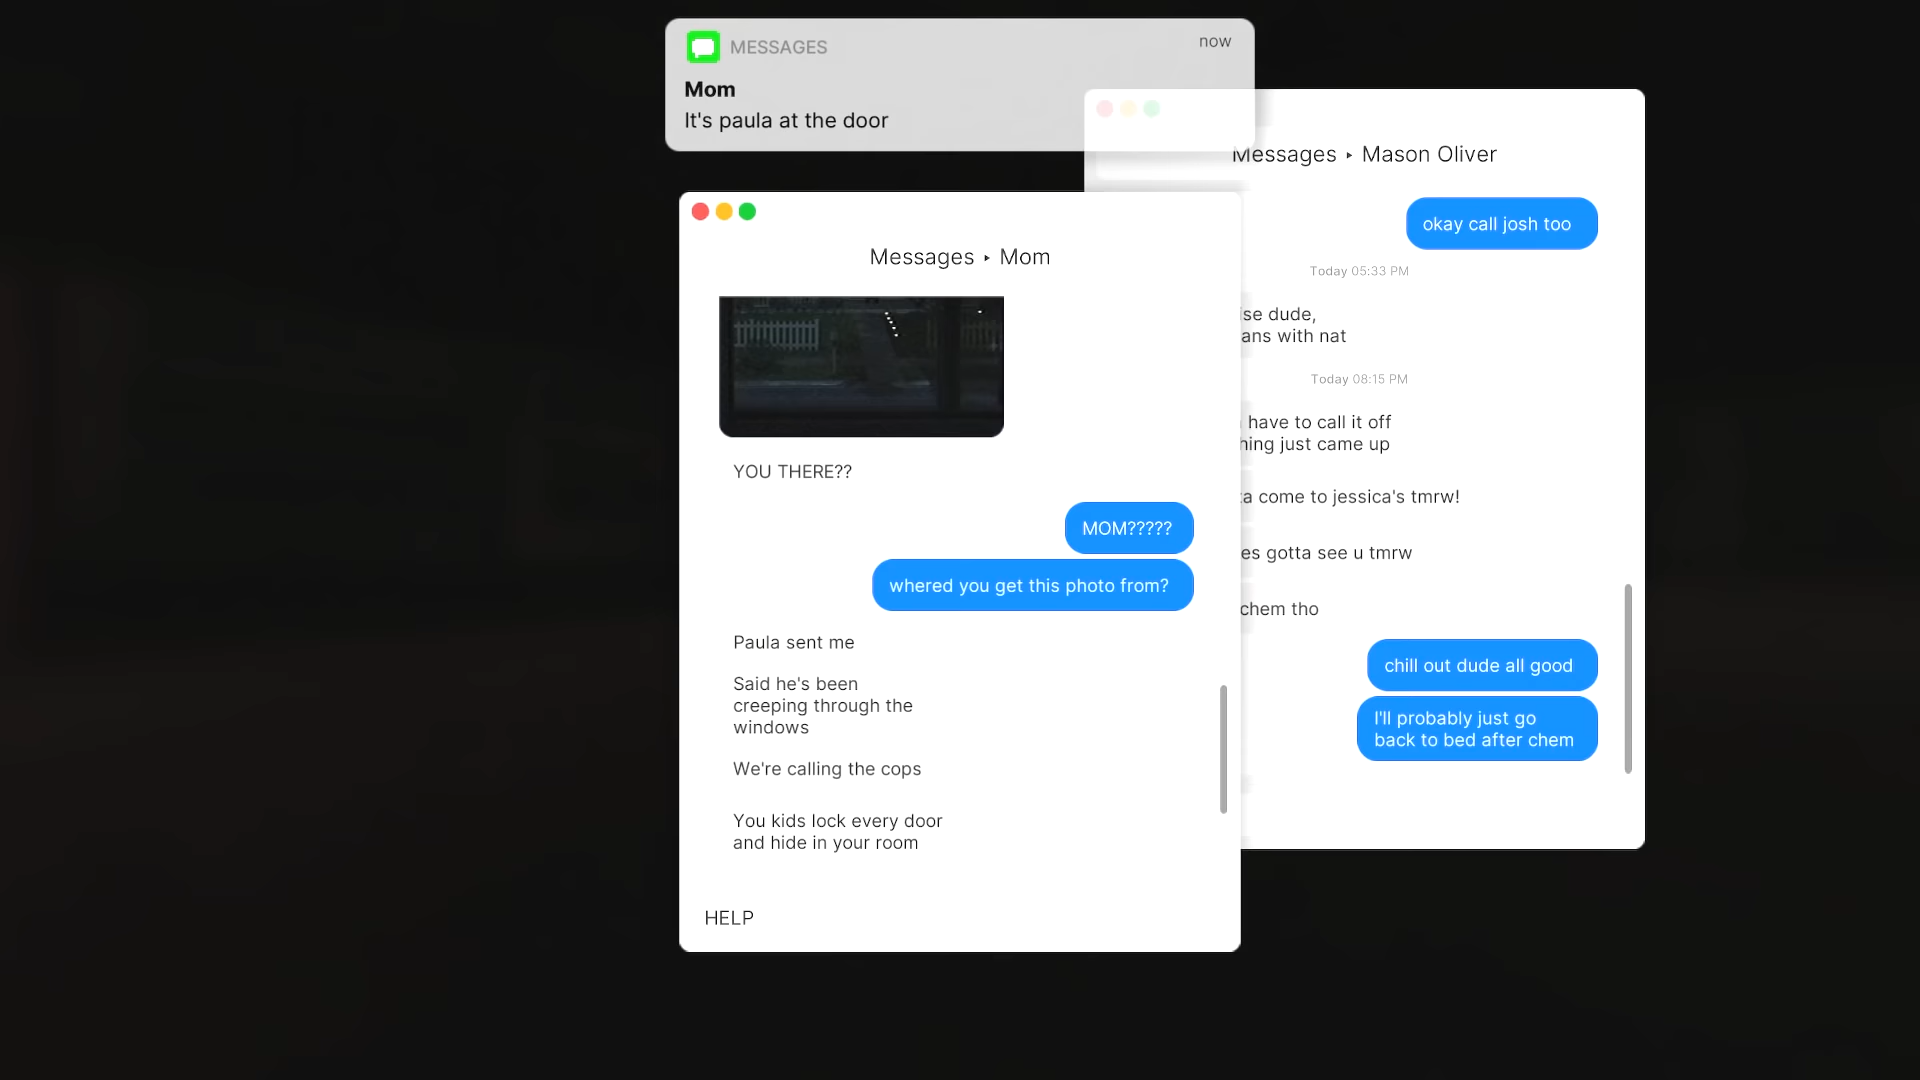 MESSAGES
now
Mom
It's paula at the door
Messages ‣ Mom
YOU THERE??
MOM?????
whered you get this photo from?
Paula sent me
Said he's been
creeping through the
windows
We're calling the cops
You kids lock every door
and hide in your room
HELP
Messages ‣ Mason Oliver
okay call josh too
Today 05:33 PM
dude,
with nat
Today 08:15 PM
have to call it off
just came up
come to jessica's tmrw!
gotta see u tmrw
chem tho
chill out dude all good
I'll probably just go
back to bed after chem